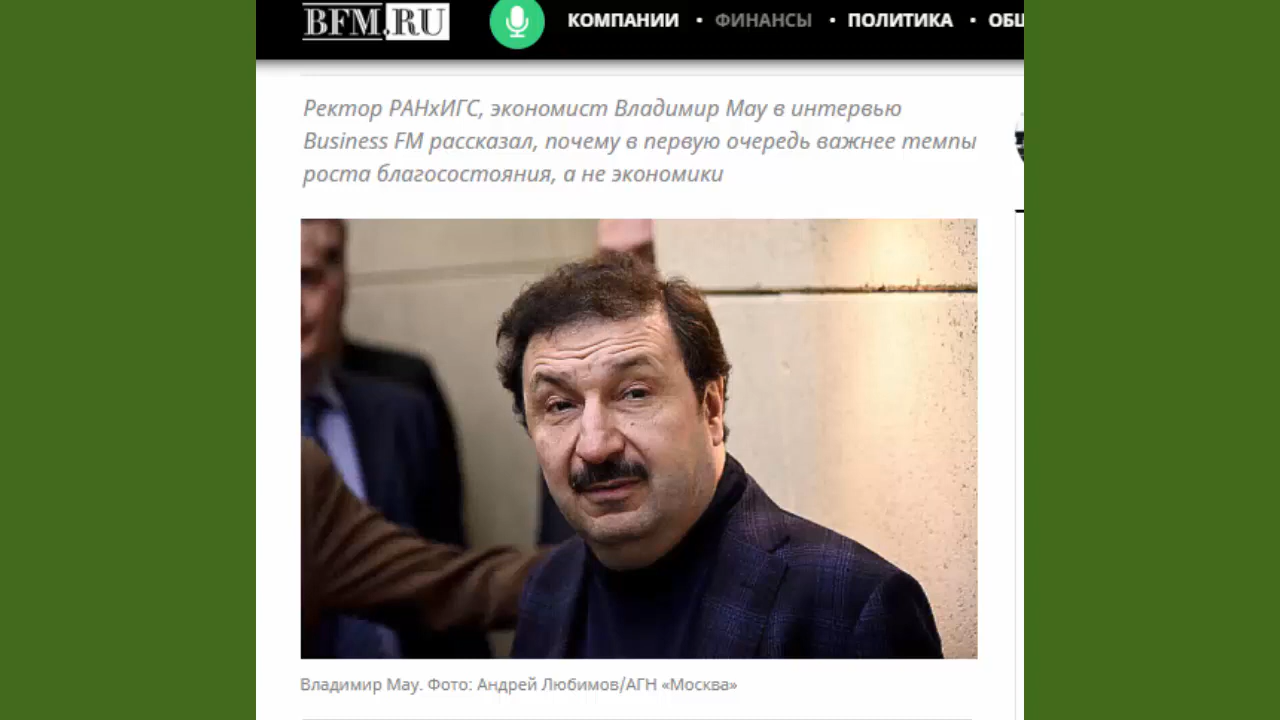 BFM.RU
КОМПАНИИ • ФИНАНСЫ • ПОЛИТИКА •
Ректор РАНхИГС, экономист Владимир Мау в интервью
Business FM рассказал, почему в первую очередь важнее темпы
роста благосостояния, а не экономики
Владимир Мау. Фото: Андрей Любимов/АГН «Москва»